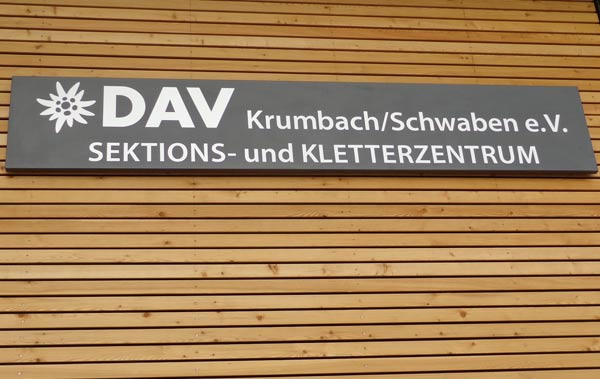 DAV Krumbach/Schwaben e.V.
SEKTIONS- und KLETTERZENTRUM